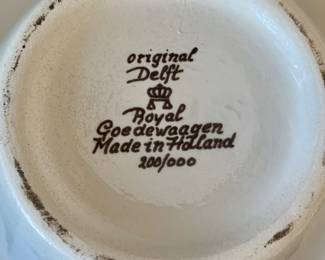 original
Delft
Royal
Goedewaagen
Made in Holland
200/000